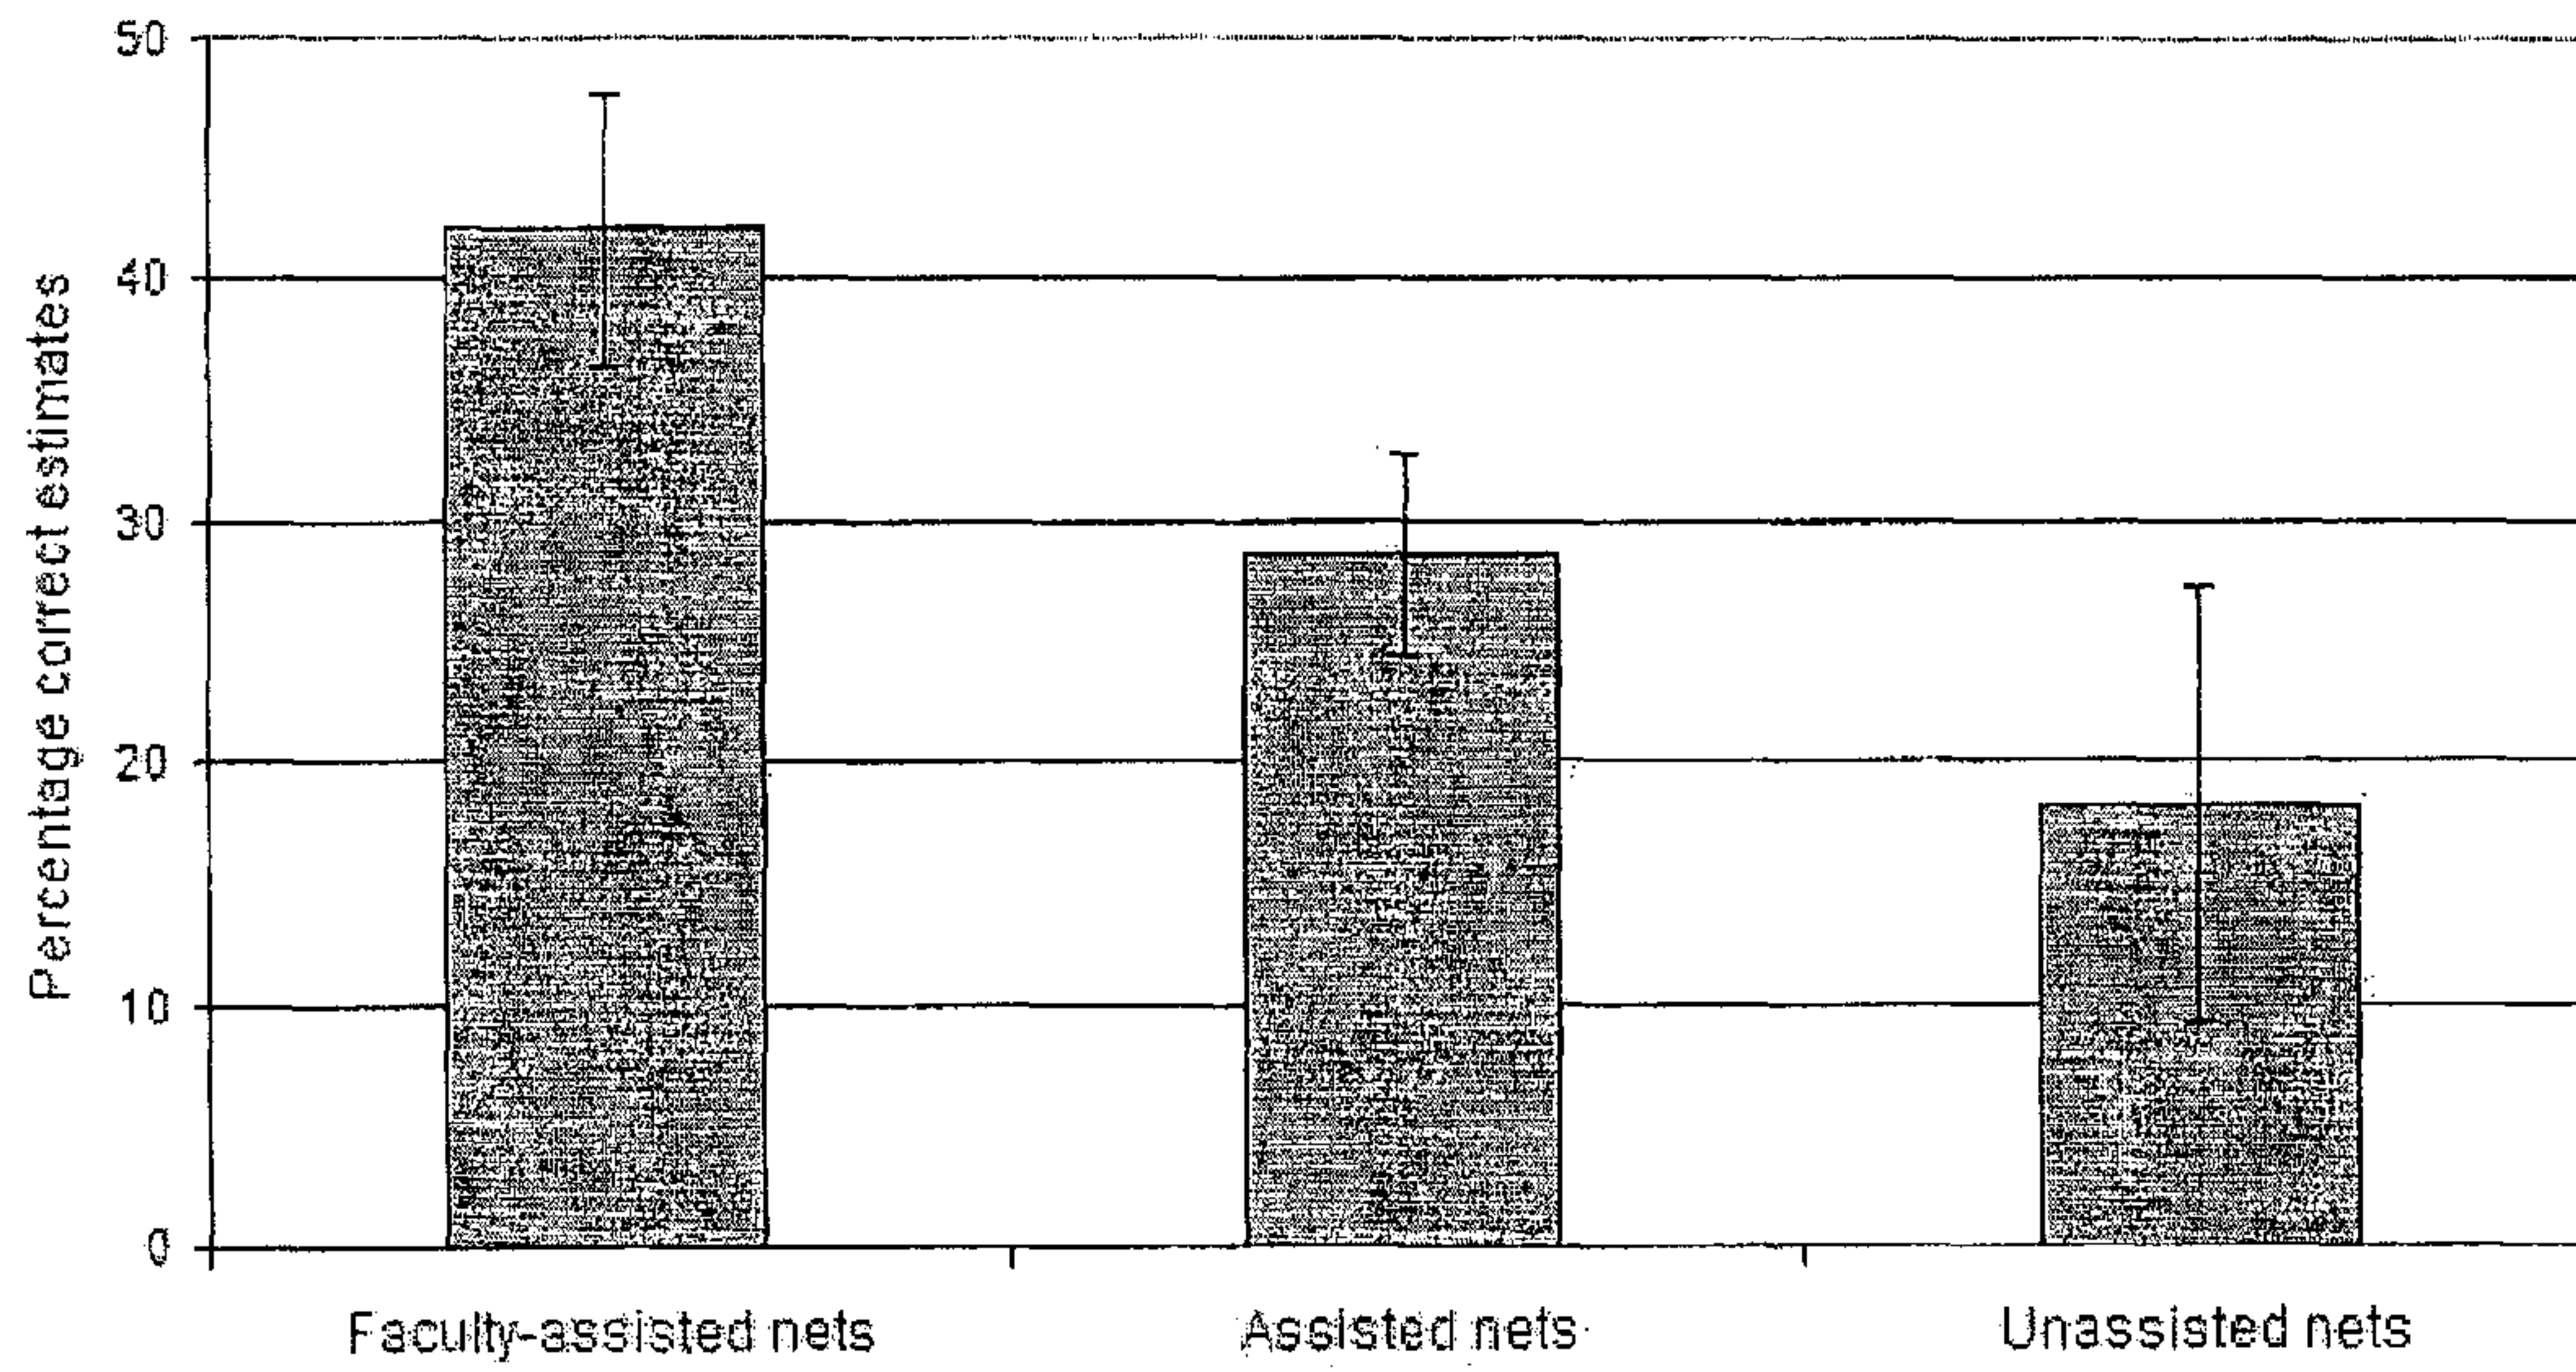 Percentage correct estimates
50
40
30
20
10
0
Faculty-assisted nets
Assisted nets
Unassisted nets